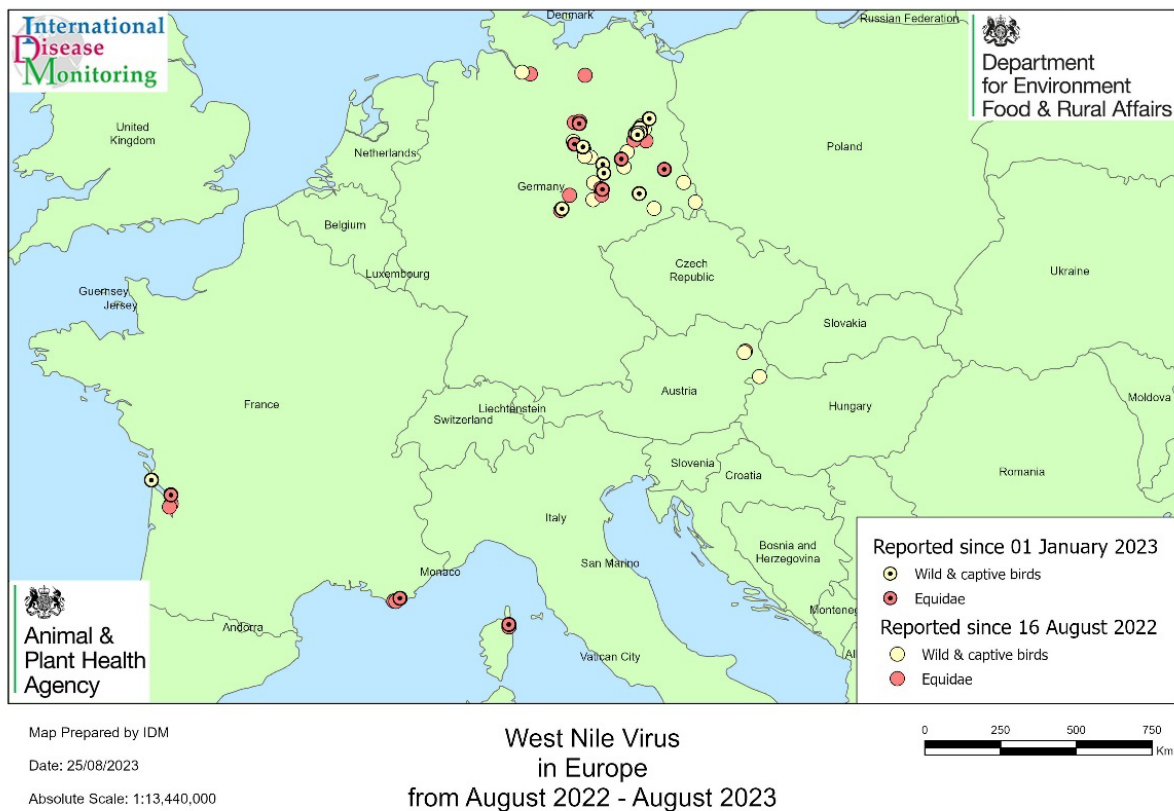 International
Disease
Monitoring
Denmark
Russian Federation
Department
for Environment
Food & Rural Affairs
United
Kingdom
Netherlands
Poland
Germany
Belgium
Luxembourg
Czech
Republic
Ukraine
Guernsey
Jersey
Slovakia
France
Austria
Liechtenstein
Switzerland
Hungary
Moldova
Slovenia
Croatia
Romania
Italy
Bosnia and
Herzegovina
San Marino
Monaco
Montene
Andorra
Al
Vatican City
Animal &
Plant Health
Agency
Reported since 01 January 2023
Wild & captive birds
Equidae
Reported since 16 August 2022
Wild & captive birds
Equidae
Map Prepared by IDM
Date: 25/08/2023
Absolute Scale: 1:13,440,000
West Nile Virus
in Europe
from August 2022 - August 2023
0 250 500 750
Km